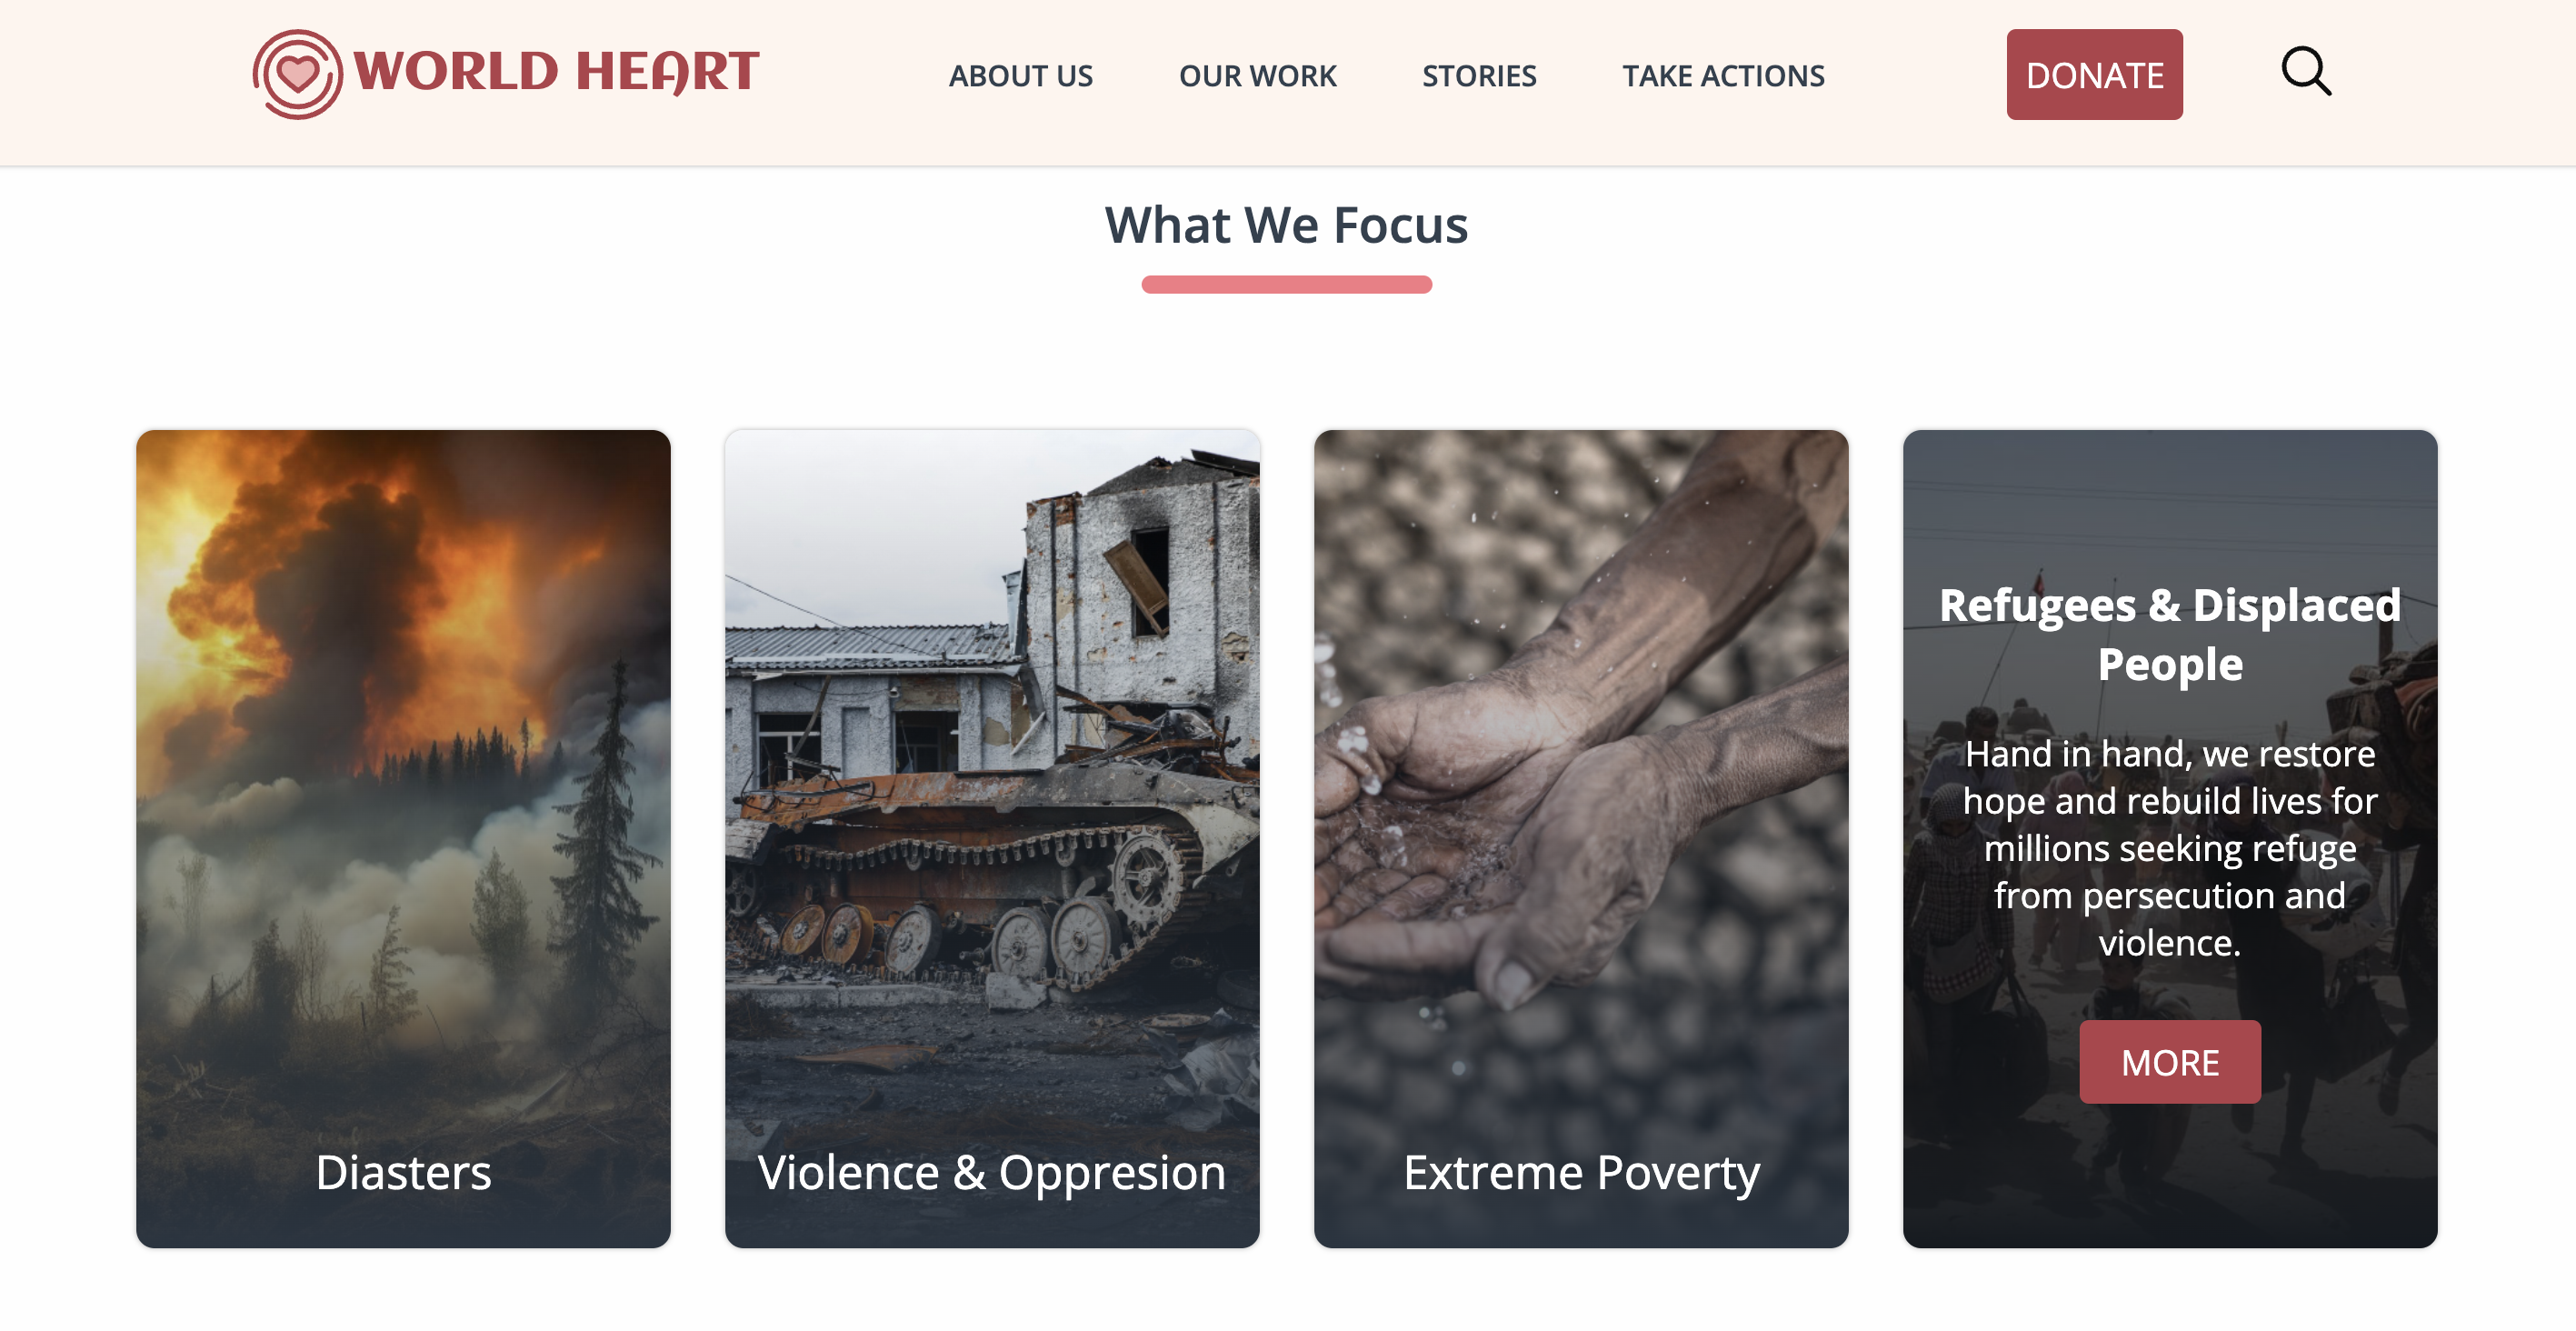 WORLD HEART
ABOUT US
OUR WORK
STORIES
TAKE ACTIONS
DONATE
What We Focus
Diasters
Violence & Oppresion
Extreme Poverty
Refugees & Displaced
People
Hand in hand, we restore
hope and rebuild lives for
millions seeking refuge
from persecution and
violence.
MORE